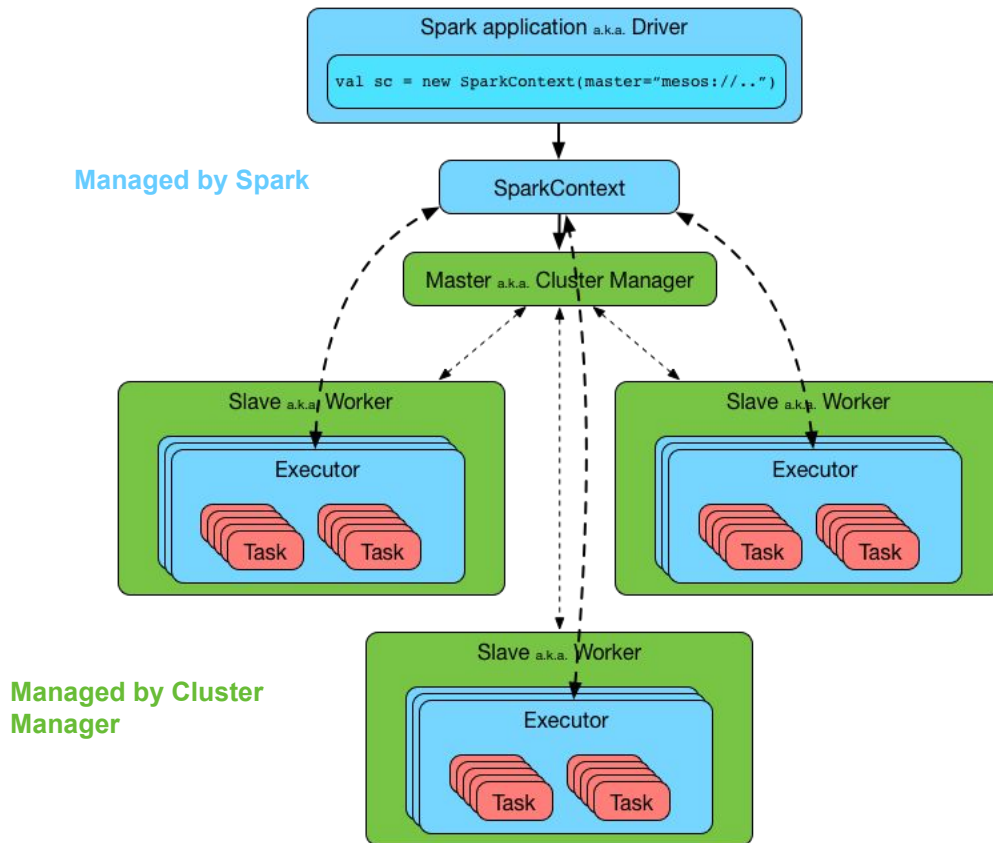 Spark application a.k.a. Driver
val sc = new SparkContext(master=“mesos://..”)
Managed by Spark
SparkContext
Master a.k.a. Cluster Manager
Slave a.k.a. Worker
Executor
Task
Task
Slave a.k.a. Worker
Executor
Task
Task
Slave a.k.a. Worker
Executor
Task
Task
Managed by Cluster
Manager